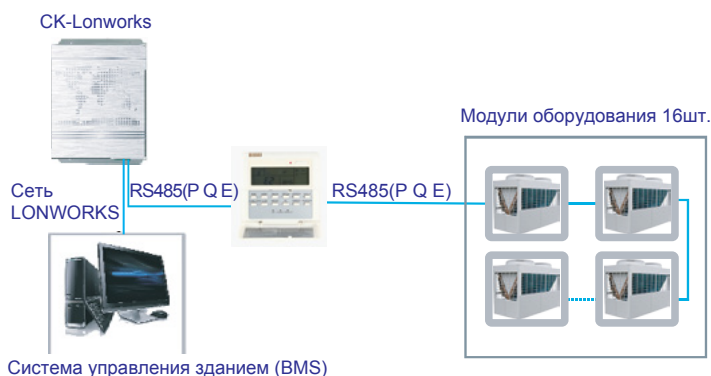 CK-Lonworks
Модули оборудования 16шт.
Сеть
LONWORKS
RS485(P Q E)
RS485(P Q E)
Система управления зданием (BMS)